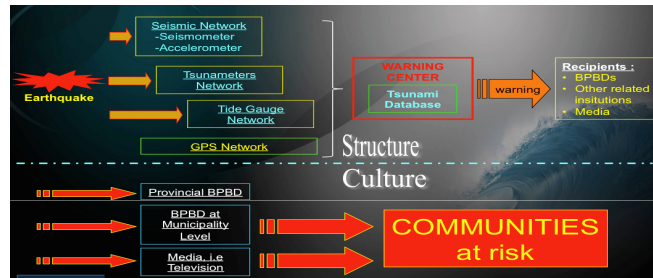 Seismic Network
-Seismometer
-Accelerometer
Earthquake
Tsunameters
Network
Tide Gauge
Network
GPS Network
WARNING
CENTER
Tsunami
Database
warning
Recipients :
• BPBDs
• Other related
insitutions
• Media
Structure
Culture
Provincial BPBD
BPBD at
Municipality
Level
Media, i.e
Television
COMMUNITIES
at risk